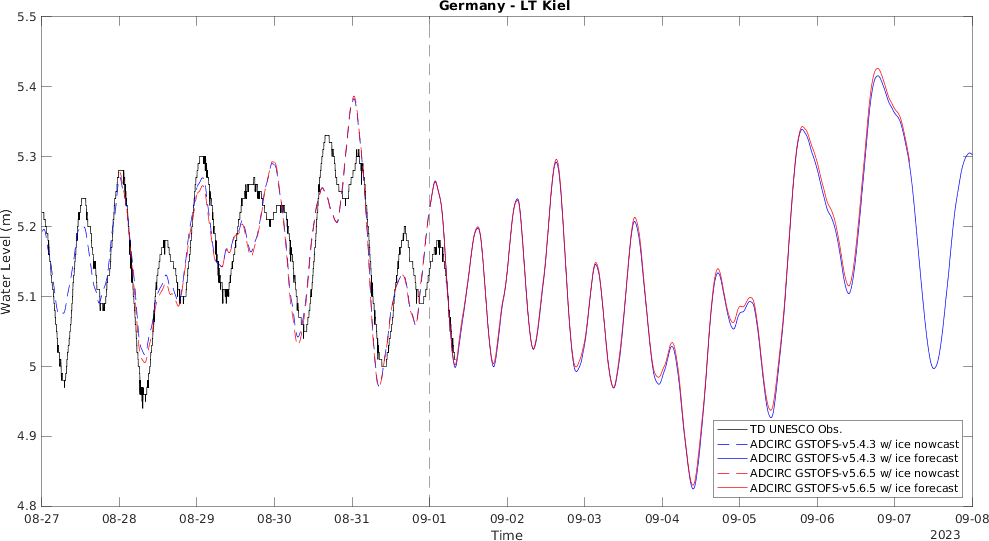 Germany - LT Kiel
5.5
5.4
5.3
5.2
5.1
5
4.9
4.8
Water Level (m)
TD UNESCO Obs.
ADCIRC GSTOFS-v5.4.3 w/ ice nowcast
ADCIRC GSTOFS-v5.4.3 w/ ice forecast
ADCIRC GSTOFS-v5.6.5 w/ ice nowcast
ADCIRC GSTOFS-v5.6.5 w/ ice forecast
08-27 08-28 08-29 08-30 08-31 09-01 09-02 09-03 09-04 09-05 09-06 09-07 09-08
Time
2023